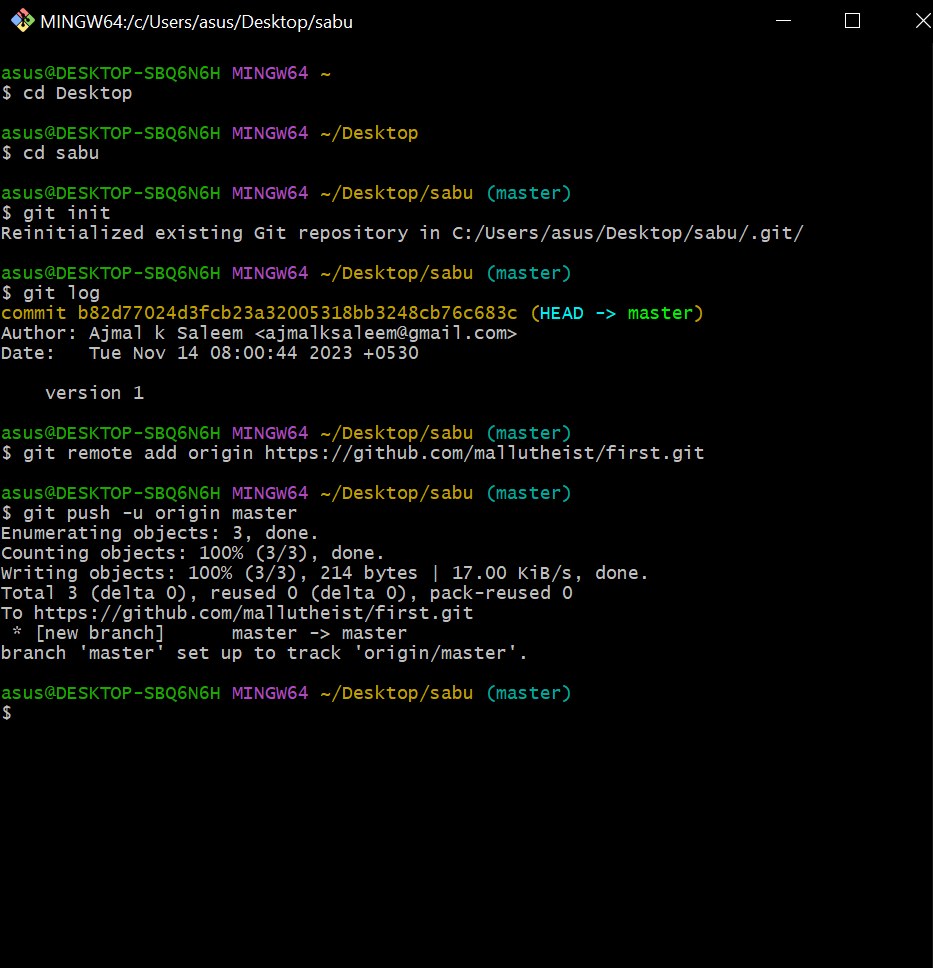 MINGW64:/c/Users/asus/Desktop/sabu
asus@DESKTOP-SBQ6N6H MINGW64 ~
$ cd Desktop
asus@DESKTOP-SBQ6N6H MINGW64 ~/Desktop
$ cd sabu
asus@DESKTOP-SBQ6N6H MINGW64 ~/Desktop/sabu (master)
$ git init
Reinitialized existing Git repository in C:/Users/asus/Desktop/sabu/.git/
asus@DESKTOP-SBQ6N6H MINGW64 ~/Desktop/sabu (master)
$ git log
commit b82d77024d3fcb23a32005318bb3248cb76c683c (HEAD -> master)
Author: Ajmal k Saleem <ajmalksaleem@gmail.com>
Date:   Tue Nov 14 08:00:44 2023 +0530
    version 1
asus@DESKTOP-SBQ6N6H MINGW64 ~/Desktop/sabu (master)
$ git remote add origin https://github.com/mallutheist/first.git
asus@DESKTOP-SBQ6N6H MINGW64 ~/Desktop/sabu (master)
$ git push -u origin master
Enumerating objects: 3, done.
Counting objects: 100% (3/3), done.
Writing objects: 100% (3/3), 214 bytes | 17.00 KiB/s, done.
Total 3 (delta 0), reused 0 (delta 0), pack-reused 0
To https://github.com/mallutheist/first.git
 * [new branch]      master -> master
branch 'master' set up to track 'origin/master'.
asus@DESKTOP-SBQ6N6H MINGW64 ~/Desktop/sabu (master)
$